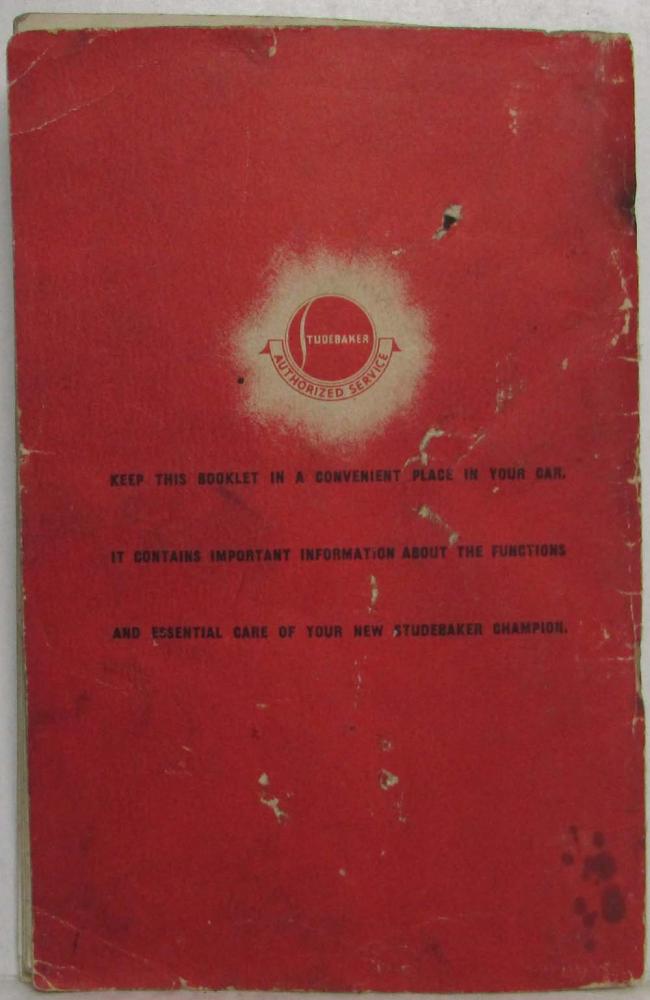 STUDEBAKER
AUTHORIZED SERVICE
KEEP THIS BOOKLET IN A CONVENIENT PLACE IN YOUR CAR.
IT CONTAINS IMPORTANT INFORMATION ABOUT THE FUNCTIONS
AND ESSENTIAL CARE OF YOUR NEW STUDEBAKER CHAMPION.